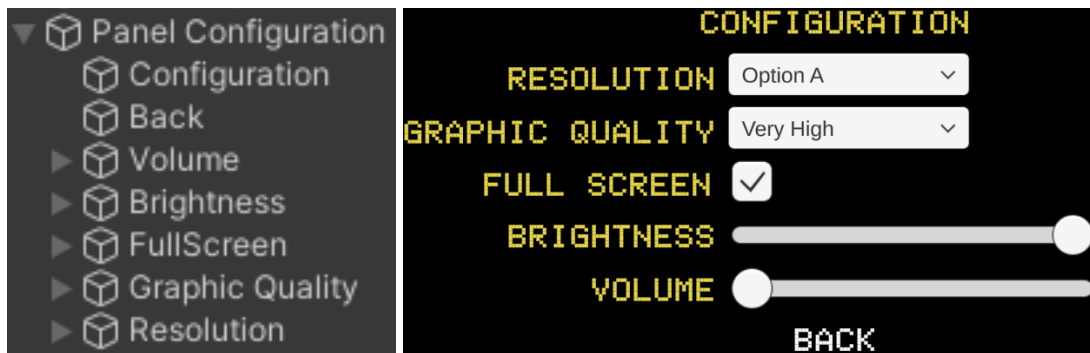 Panel Configuration
Configuration
Back
Volume
Brightness
FullScreen
Graphic Quality
Resolution
CONFIGURATION
RESOLUTION Option A
GRAPHIC QUALITY Very High
FULL SCREEN
BRIGHTNESS
VOLUME
BACK